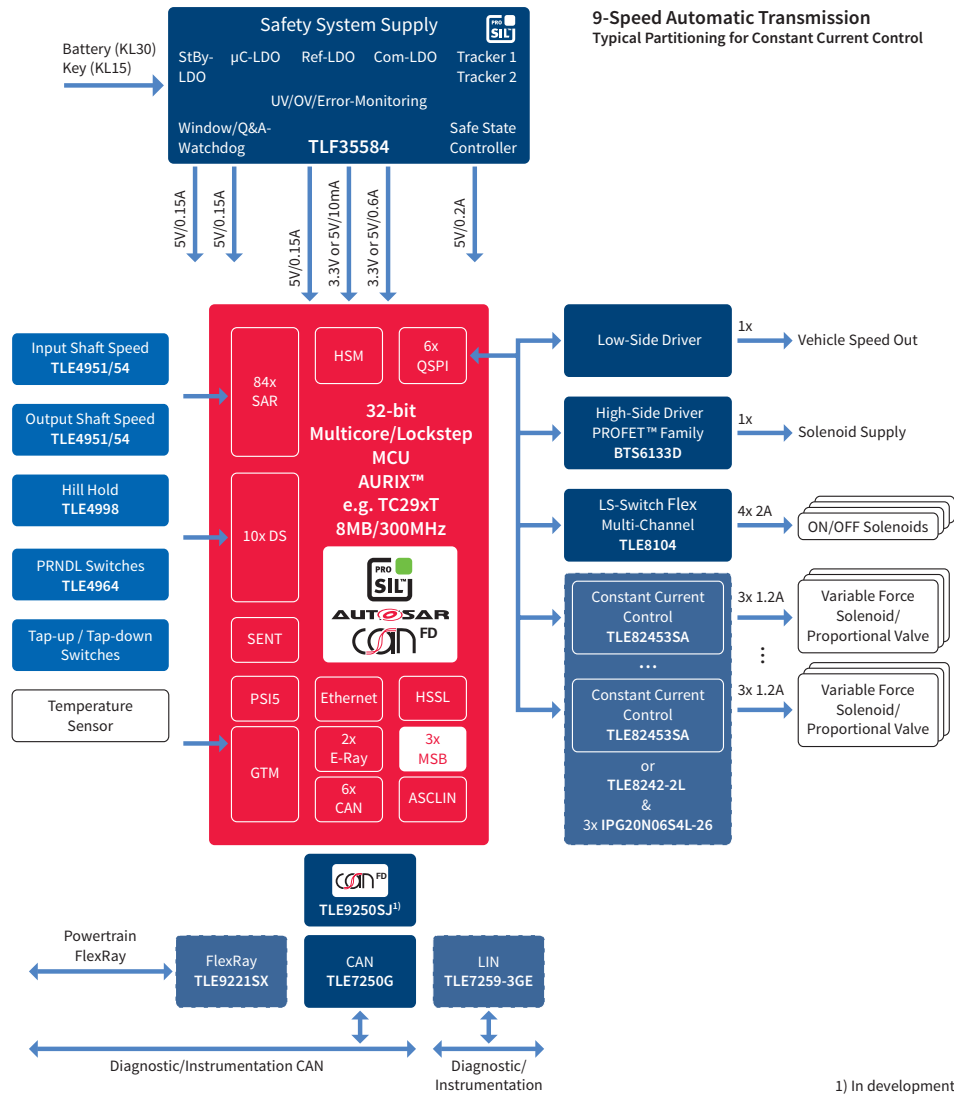 9-Speed Automatic Transmission
Typical Partitioning for Constant Current Control
Battery (KL30)
Key (KL15)
Safety System Supply
PRO
SIL™
StBy-
LDO
µC-LDO
Ref-LDO
Com-LDO
Tracker 1
Tracker 2
UV/OV/Error-Monitoring
Window/Q&A-
Watchdog
TLF35584
Safe State
Controller
5V/0.15A
5V/0.15A
5V/0.15A
3.3V or 5V/10mA
3.3V or 5V/0.6A
5V/0.2A
Input Shaft Speed
TLE4951/54
Output Shaft Speed
TLE4951/54
Hill Hold
TLE4998
PRNDL Switches
TLE4964
Tap-up / Tap-down
Switches
Temperature
Sensor
84x
SAR
HSM
6x
QSPI
32-bit
Multicore/Lockstep
MCU
AURIX™
e.g. TC29xT
8MB/300MHz
10x DS
PRO
SIL™
AUTOSAR
CAN FD
SENT
PSI5
Ethernet
HSSL
GTM
2x
E-Ray
3x
MSB
6x
CAN
ASCLIN
Low-Side Driver
1x
Vehicle Speed Out
High-Side Driver
PROFET™ Family
BTS6133D
1x
Solenoid Supply
LS-Switch Flex
Multi-Channel
TLE8104
4x 2A
ON/OFF Solenoids
Constant Current
Control
TLE82453SA
3x 1.2A
Variable Force
Solenoid/
Proportional Valve
...
⋮
Constant Current
Control
TLE82453SA
3x 1.2A
Variable Force
Solenoid/
Proportional Valve
or
TLE8242-2L
&
3x IPG20N06S4L-26
CAN FD
TLE9250SJ1)
Powertrain
FlexRay
FlexRay
TLE9221SX
CAN
TLE7250G
LIN
TLE7259-3GE
Diagnostic/Instrumentation CAN
Diagnostic/
Instrumentation
1) In development